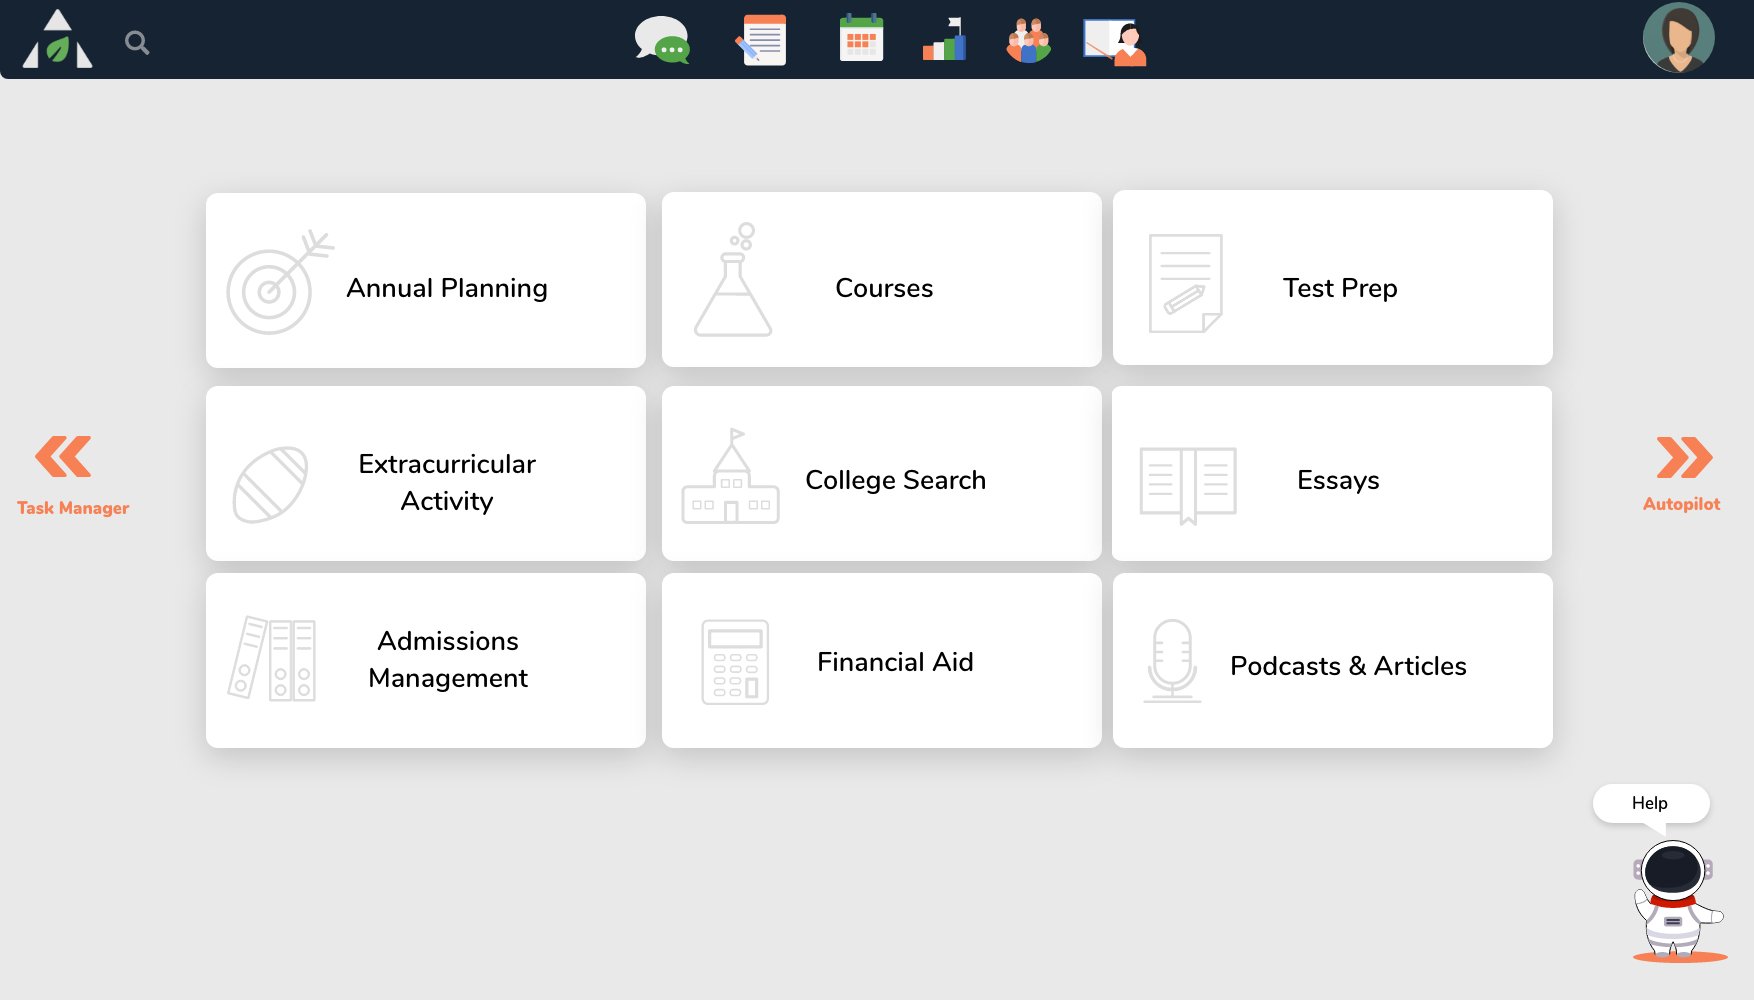 Annual Planning
Courses
Test Prep
Extracurricular
Activity
College Search
Essays
Task Manager
Autopilot
Admissions
Management
Financial Aid
Podcasts & Articles
Help